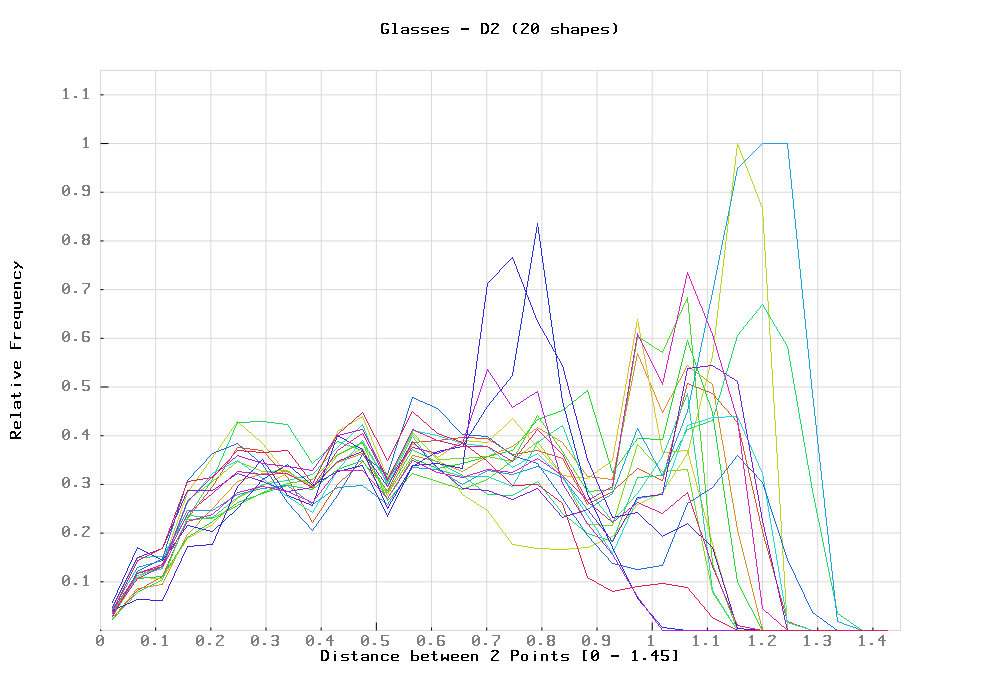 Glasses - D2 (20 shapes)
1.1
1
0.9
0.8
0.7
0.6
0.5
0.4
0.3
0.2
0.1
Relative Frequency
0 0.1 0.2 0.3 0.4 0.5 0.6 0.7 0.8 0.9 1 1.1 1.2 1.3 1.4
Distance between 2 Points [0 - 1.45]